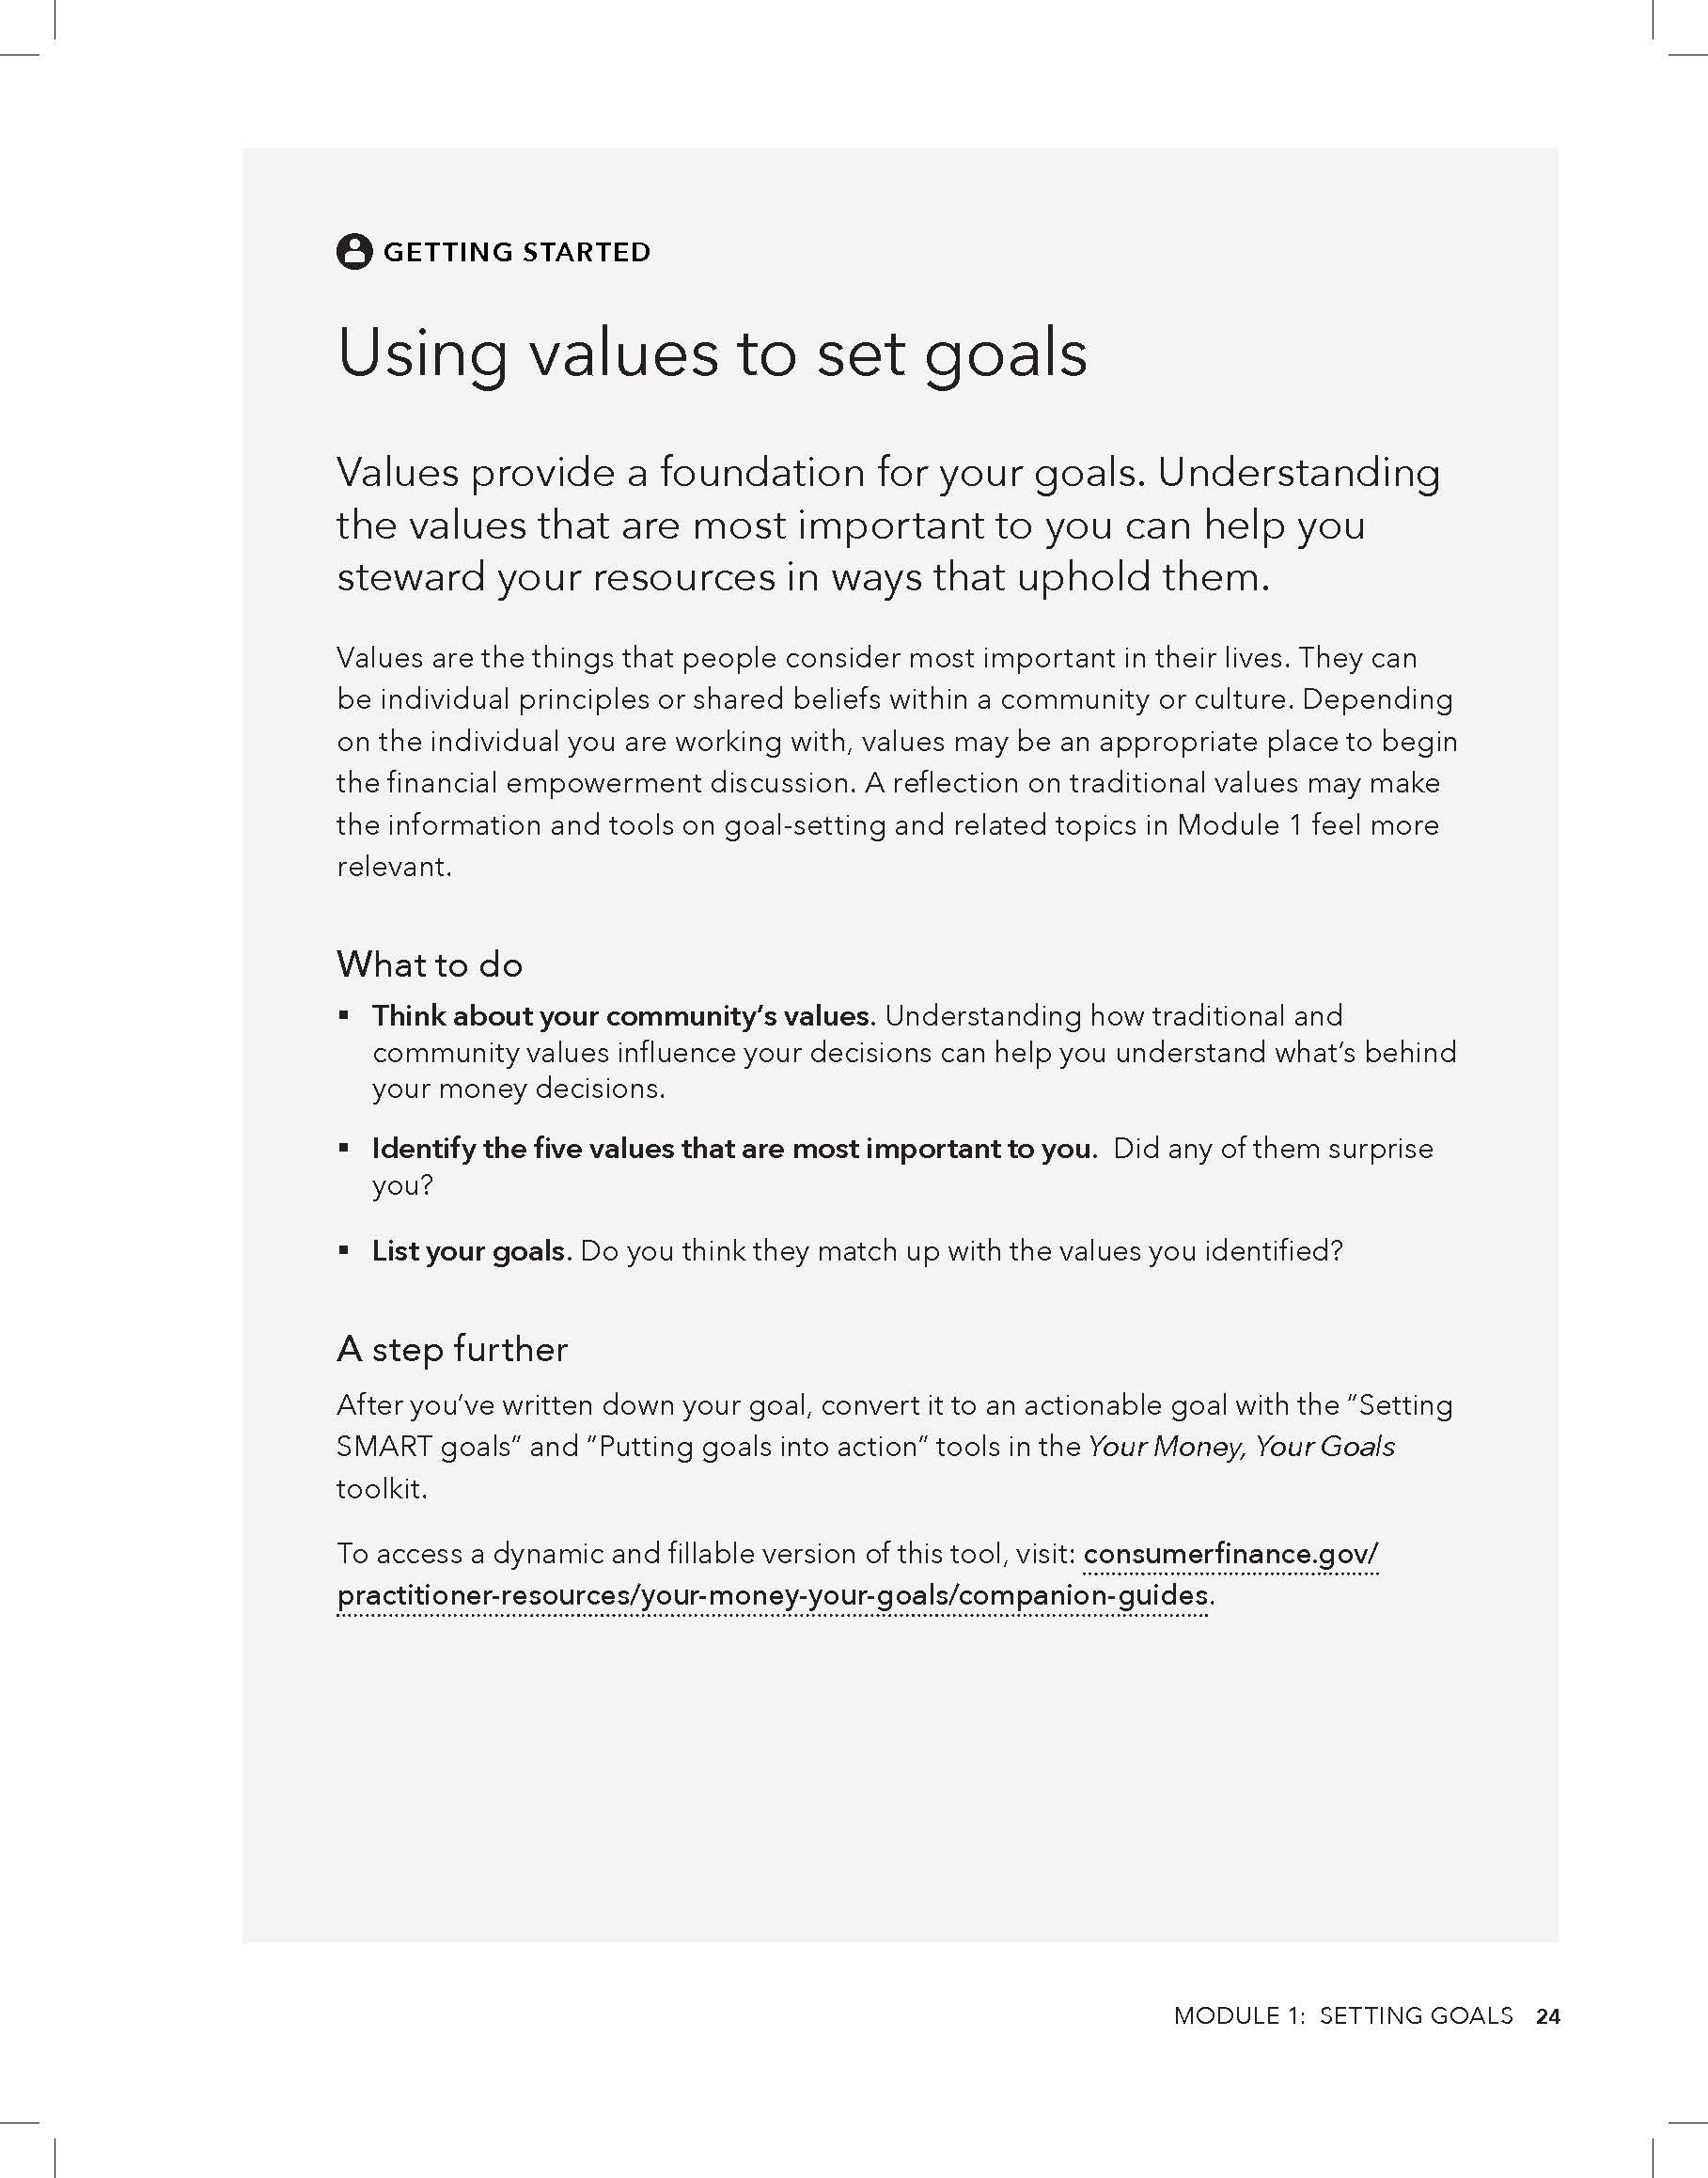 GETTING STARTED
Using values to set goals
Values provide a foundation for your goals. Understanding
the values that are most important to you can help you
steward your resources in ways that uphold them.
Values are the things that people consider most important in their lives. They can
be individual principles or shared beliefs within a community or culture. Depending
on the individual you are working with, values may be an appropriate place to begin
the financial empowerment discussion. A reflection on traditional values may make
the information and tools on goal-setting and related topics in Module 1 feel more
relevant.
What to do
▪ Think about your community’s values. Understanding how traditional and
community values influence your decisions can help you understand what’s behind
your money decisions.
▪ Identify the five values that are most important to you.  Did any of them surprise
you?
▪ List your goals. Do you think they match up with the values you identified?
A step further
After you’ve written down your goal, convert it to an actionable goal with the “Setting
SMART goals” and “Putting goals into action” tools in the Your Money, Your Goals
toolkit.
To access a dynamic and fillable version of this tool, visit: consumerfinance.gov/
practitioner-resources/your-money-your-goals/companion-guides.
MODULE 1:  SETTING GOALS 24